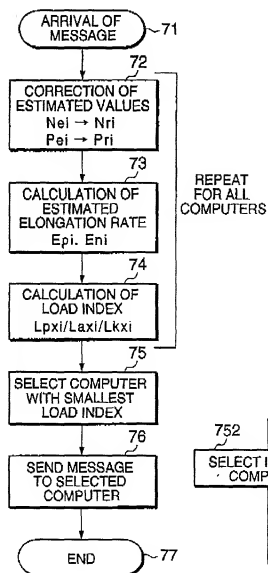 ARRIVAL OF
MESSAGE
71
72
CORRECTION OF
ESTIMATED VALUES
Nei → Nri
Pei → Pri
73
CALCULATION OF
ESTIMATED
ELONGATION RATE
Epi. Eni
REPEAT
FOR ALL
COMPUTERS
74
CALCULATION OF
LOAD INDEX
Lpxi/Laxi/Lkxi
75
SELECT COMPUTER
WITH SMALLEST
LOAD INDEX
76
SEND MESSAGE
TO SELECTED
COMPUTER
752
SELECT
COMP
END
77